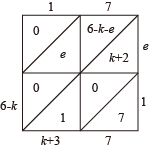 1 7
0 6-k-e
e k+2 e
0 0
6-k 1 7 1
k+3 7